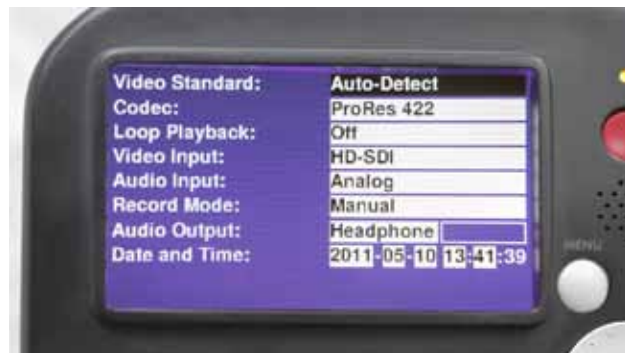 Video Standard: Auto-Detect
Codec: ProRes 422
Loop Playback: Off
Video Input: HD-SDI
Audio Input: Analog
Record Mode: Manual
Audio Output: Headphone
Date and Time: 2011-05-10 13:41:39
MENU